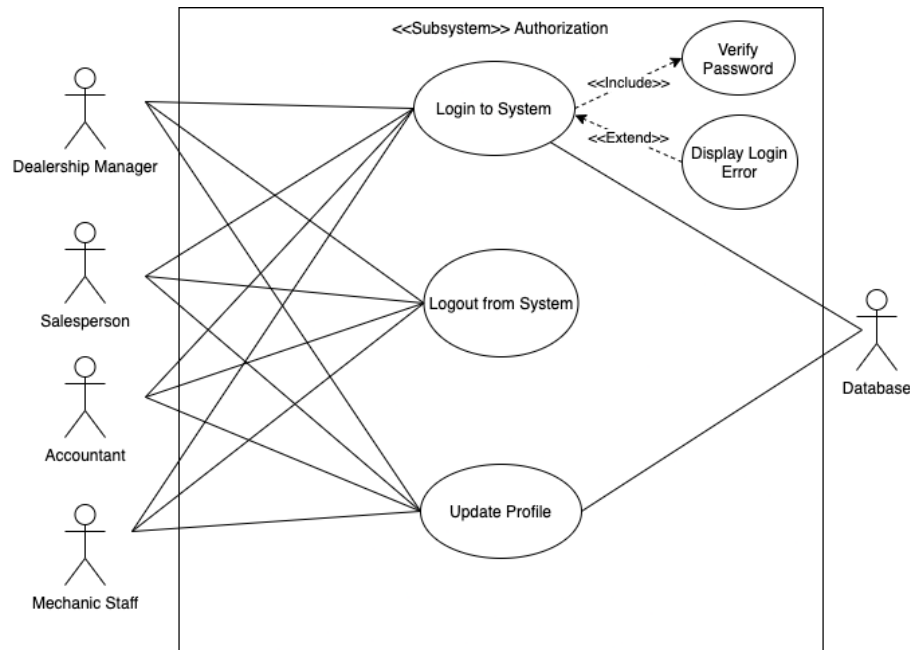 <<Subsystem>> Authorization
Verify
Password
<<Include>>
Login to System
<<Extend>>
Display Login
Error
Dealership Manager
Salesperson
Logout from System
Database
Accountant
Update Profile
Mechanic Staff